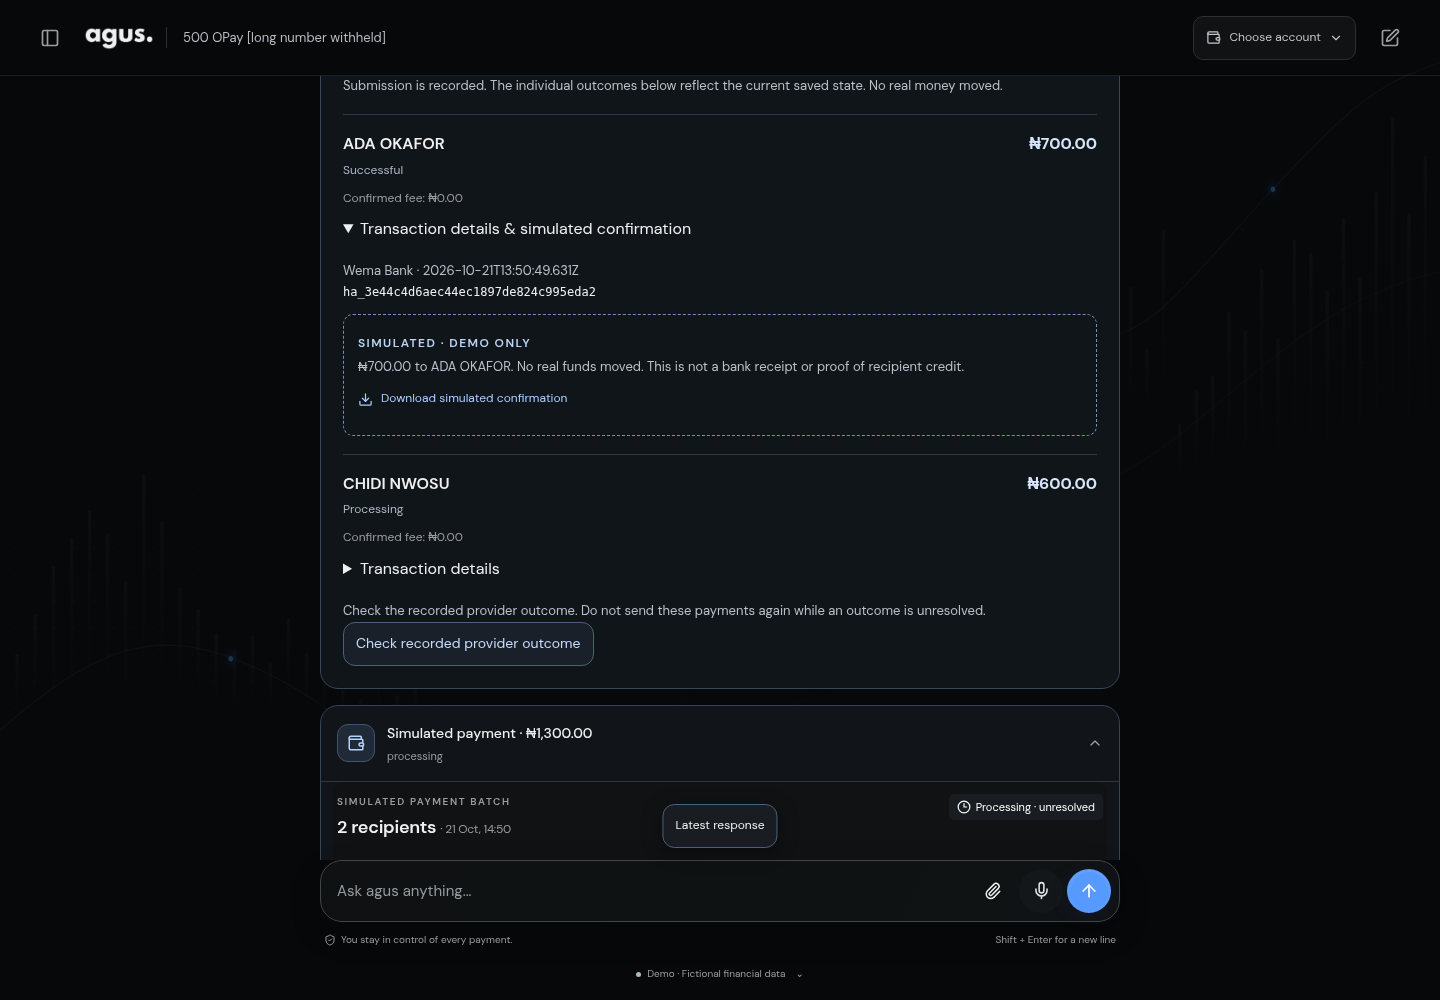 agus.
500 OPay [long number withheld]
Choose account
Submission is recorded. The individual outcomes below reflect the current saved state. No real money moved.
ADA OKAFOR
₦700.00
Successful
Confirmed fee: ₦0.00
▼ Transaction details & simulated confirmation
Wema Bank · 2026-10-21T13:50:49.631Z
ha_3e44c4d6aec44ec1897de824c995eda2
SIMULATED · DEMO ONLY
₦700.00 to ADA OKAFOR. No real funds moved. This is not a bank receipt or proof of recipient credit.
Download simulated confirmation
CHIDI NWOSU
₦600.00
Processing
Confirmed fee: ₦0.00
▶ Transaction details
Check the recorded provider outcome. Do not send these payments again while an outcome is unresolved.
Check recorded provider outcome
Simulated payment · ₦1,300.00
processing
SIMULATED PAYMENT BATCH
Processing · unresolved
2 recipients · 21 Oct, 14:50
Latest response
Ask agus anything...
You stay in control of every payment.
Shift + Enter for a new line
Demo · Fictional financial data